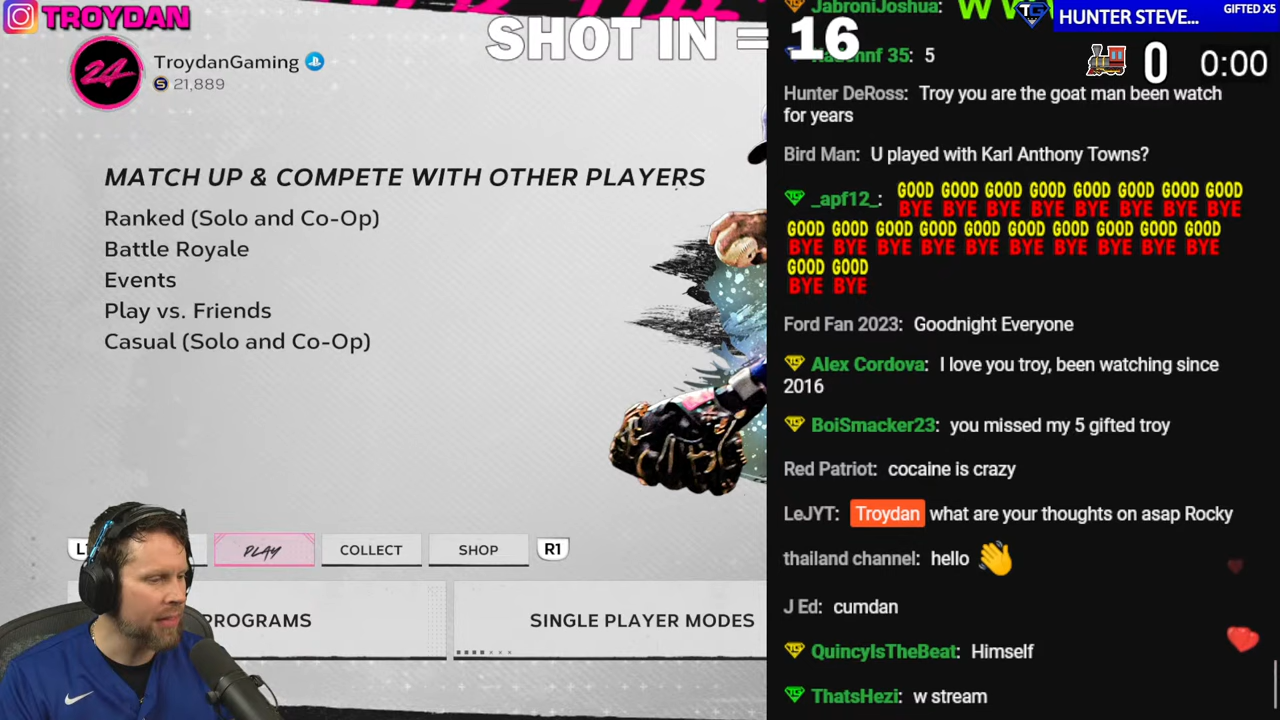 TROYDAN
24
TroydanGaming
S 21,889
SHOT IN = 16
MATCH UP & COMPETE WITH OTHER PLAYERS
Ranked (Solo and Co-Op)
Battle Royale
Events
Play vs. Friends
Casual (Solo and Co-Op)
PLAY
COLLECT
SHOP
R1
PROGRAMS
SINGLE PLAYER MODES
TG
HUNTER STEVE...
GIFTED X5
0
0:00
JabroniJoshua:
35: 5
Hunter DeRoss: Troy you are the goat man been watch
for years
Bird Man: U played with Karl Anthony Towns?
_apf12_: GOOD BYE GOOD BYE GOOD BYE GOOD BYE GOOD BYE GOOD BYE GOOD BYE GOOD BYE
GOOD BYE GOOD BYE GOOD BYE GOOD BYE GOOD BYE GOOD BYE GOOD BYE GOOD BYE GOOD BYE GOOD BYE
GOOD BYE GOOD BYE
Ford Fan 2023: Goodnight Everyone
Alex Cordova: I love you troy, been watching since
2016
BoiSmacker23: you missed my 5 gifted troy
Red Patriot: cocaine is crazy
LeJYT: Troydan what are your thoughts on asap Rocky
thailand channel: hello
J Ed: cumdan
QuincyIsTheBeat: Himself
ThatsHezi: w stream